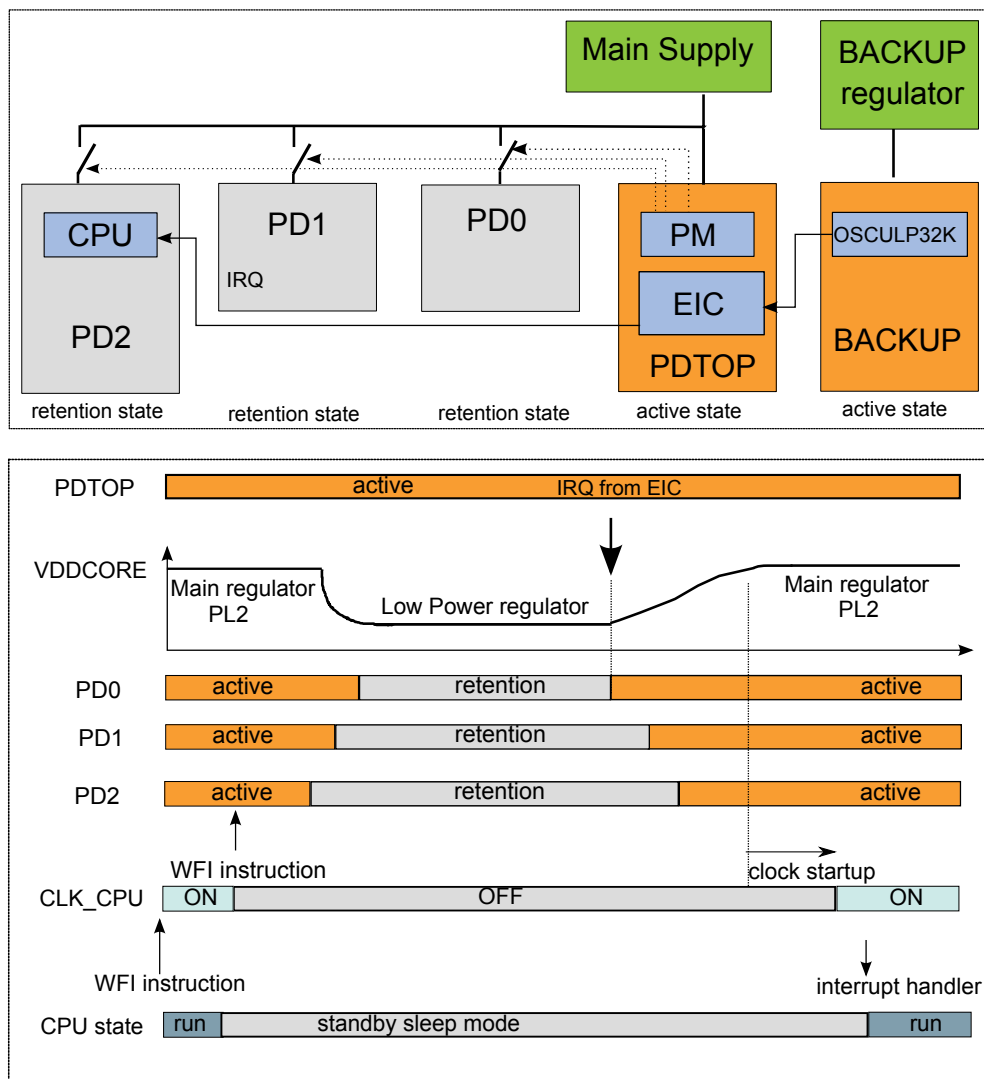 Main Supply
BACKUP
regulator
CPU
PD2
PD1
IRQ
PD0
PM
EIC
PDTOP
OSCULP32K
BACKUP
retention state
retention state
retention state
active state
active state
PDTOP
active
IRQ from EIC
VDDCORE
Main regulator
PL2
Low Power regulator
Main regulator
PL2
PD0
active
retention
active
PD1
active
retention
active
PD2
active
retention
active
WFI instruction
clock startup
CLK_CPU
ON
OFF
ON
WFI instruction
interrupt handler
CPU state
run
standby sleep mode
run